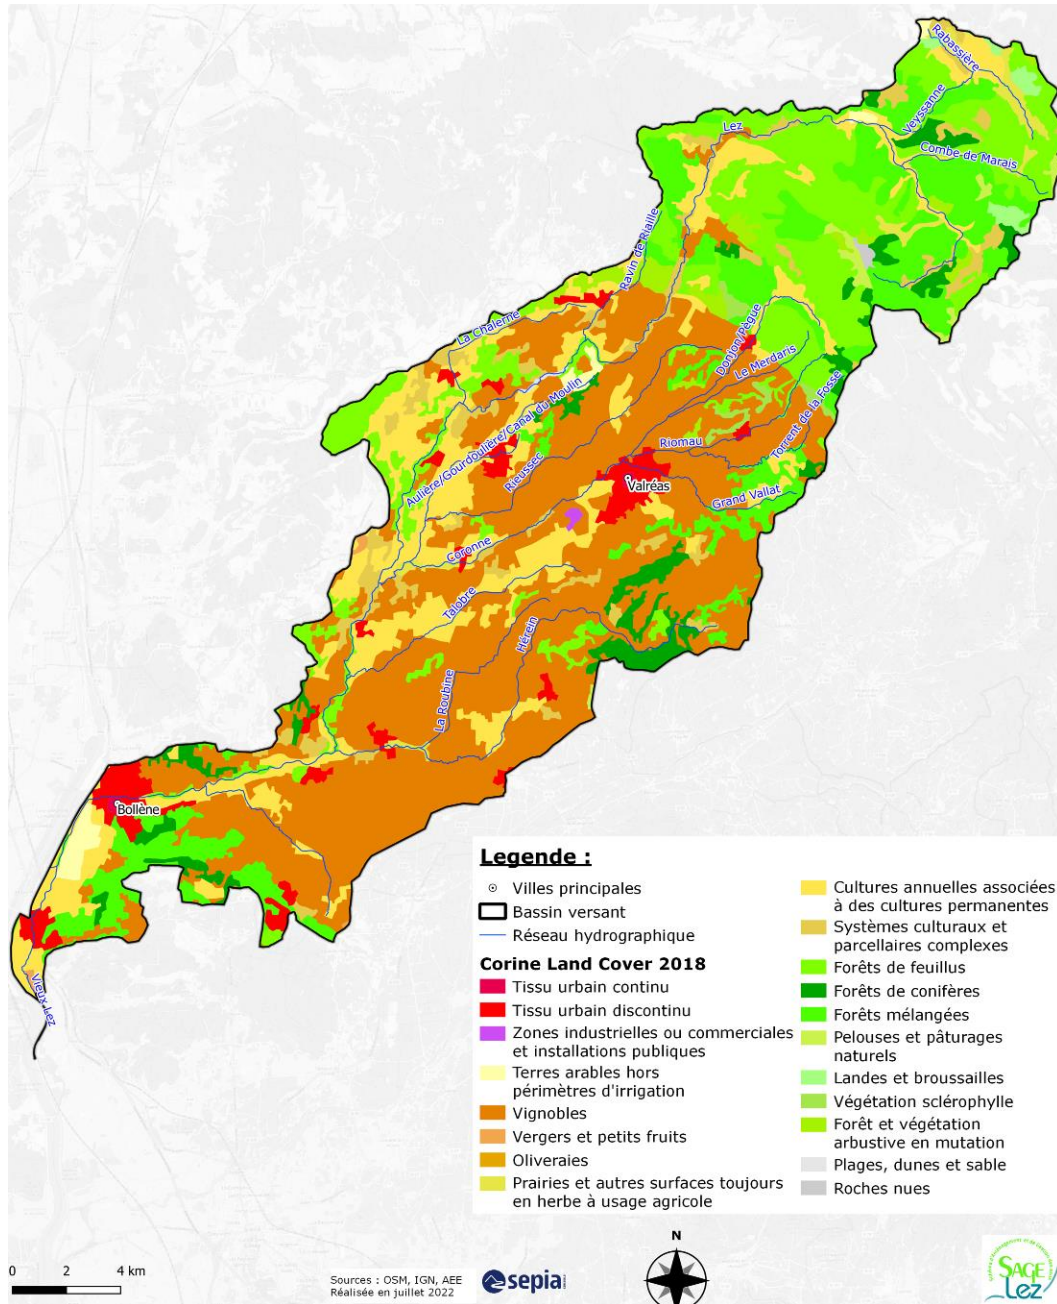 Rabassière
Veyssanne
Lez
Combe de Marais
Ravin de Riaille
La Chalerne
Donjon/Pègue
Le Merdaris
Torrent de la Fosse
Aulière/Gourdoulière/Canal du Moulin
Rieussec
Riomau
Valréas
Grand Vallat
Coronne
Talobre
Hérein
La Roubine
Bollène
Vieux Lez
Legende :
Villes principales
Bassin versant
Réseau hydrographique
Corine Land Cover 2018
Tissu urbain continu
Tissu urbain discontinu
Zones industrielles ou commerciales
et installations publiques
Terres arables hors
périmètres d'irrigation
Vignobles
Vergers et petits fruits
Oliveraies
Prairies et autres surfaces toujours
en herbe à usage agricole
Cultures annuelles associées
à des cultures permanentes
Systèmes culturaux et
parcellaires complexes
Forêts de feuillus
Forêts de conifères
Forêts mélangées
Pelouses et pâturages
naturels
Landes et broussailles
Végétation sclérophylle
Forêt et végétation
arbustive en mutation
Plages, dunes et sable
Roches nues
0 2 4 km
Sources : OSM, IGN, AEE
Réalisée en juillet 2022
sepia
N
SAGE
Lez